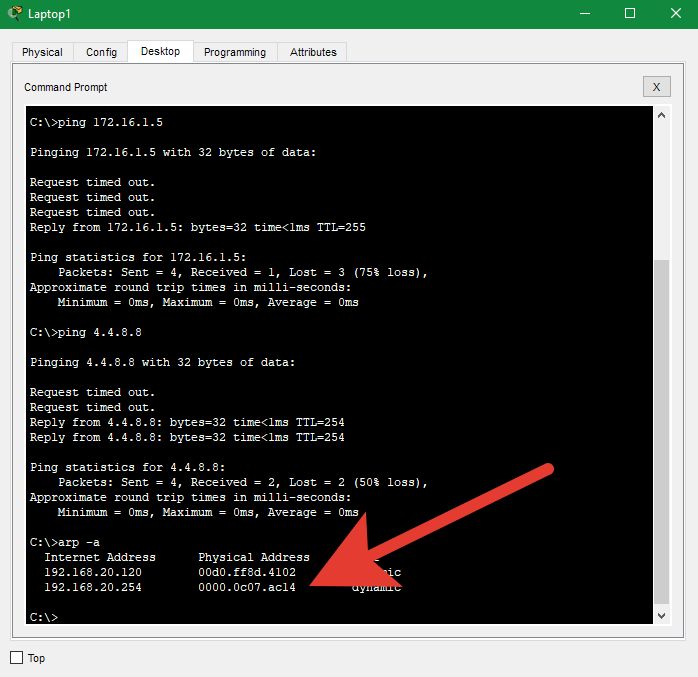 Laptop1
Physical Config Desktop Programming Attributes
Command Prompt
X
C:\>ping 172.16.1.5
Pinging 172.16.1.5 with 32 bytes of data:
Request timed out.
Request timed out.
Request timed out.
Reply from 172.16.1.5: bytes=32 time<1ms TTL=255
Ping statistics for 172.16.1.5:
Packets: Sent = 4, Received = 1, Lost = 3 (75% loss),
Approximate round trip times in milli-seconds:
Minimum = 0ms, Maximum = 0ms, Average = 0ms
C:\>ping 4.4.8.8
Pinging 4.4.8.8 with 32 bytes of data:
Request timed out.
Request timed out.
Reply from 4.4.8.8: bytes=32 time<1ms TTL=254
Reply from 4.4.8.8: bytes=32 time<1ms TTL=254
Ping statistics for 4.4.8.8:
Packets: Sent = 4, Received = 2, Lost = 2 (50% loss),
Approximate round trip times in milli-seconds:
Minimum = 0ms, Maximum = 0ms, Average = 0ms
C:\>arp -a
Internet Address Physical Address
192.168.20.120 00d0.ff8d.4102
192.168.20.254 0000.0c07.ac14 dynamic
C:\>
Top